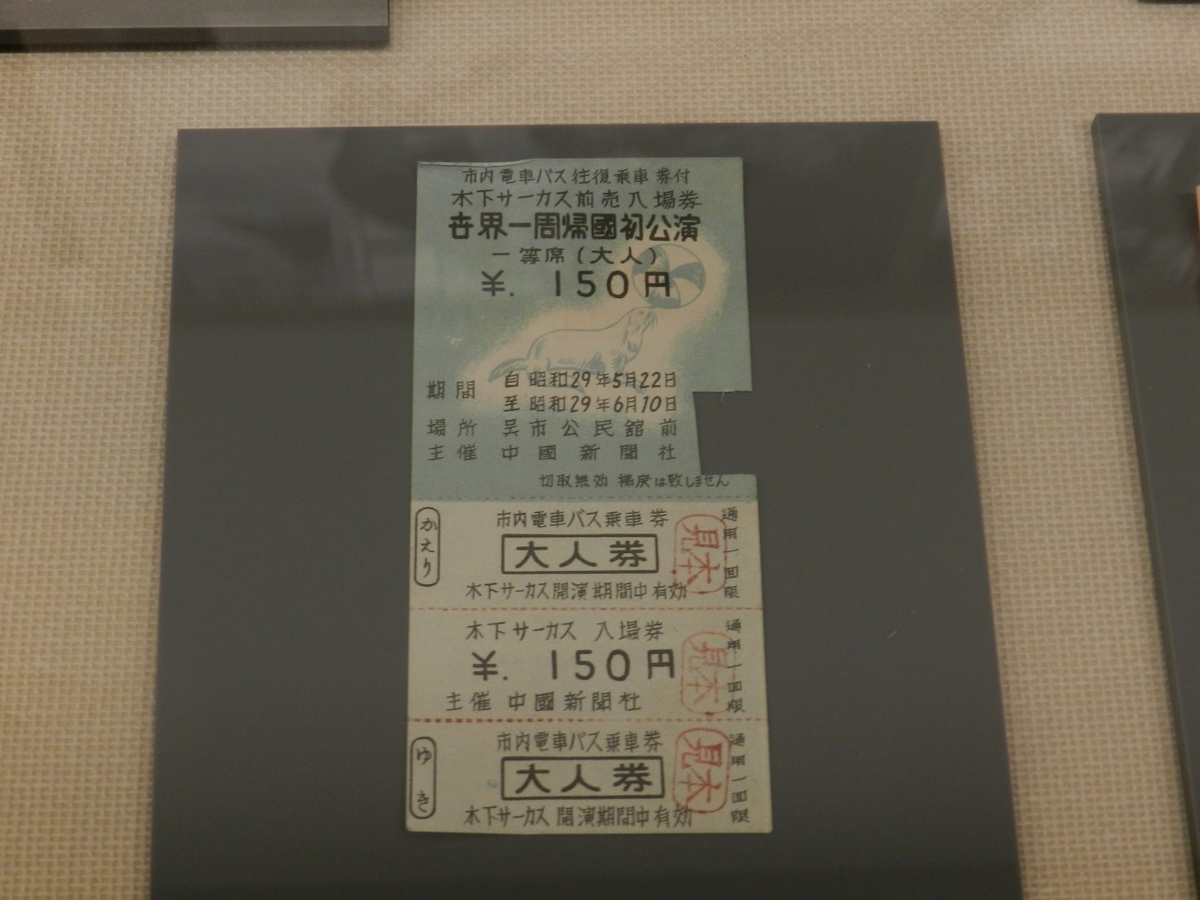 市内電車バス往復乗車券付
木下サーカス前売入場券
世界一周帰國初公演
一等席(大人)
¥. 150円
期間 自 昭和29年5月22日
至 昭和29年6月10日
場所 呉市公民館前
主催 中國新聞社
切取無効 掃戻は致しません
かえり
市内電車バス乗車券
大人券
木下サーカス開演期間中有効
見本
通用一回限
木下サーカス 入場券
¥. 150円
主催 中國新聞社
見本
通用一回限
ゆき
市内電車バス乗車券
大人券
木下サーカス開演期間中有効
見本
通用一回限